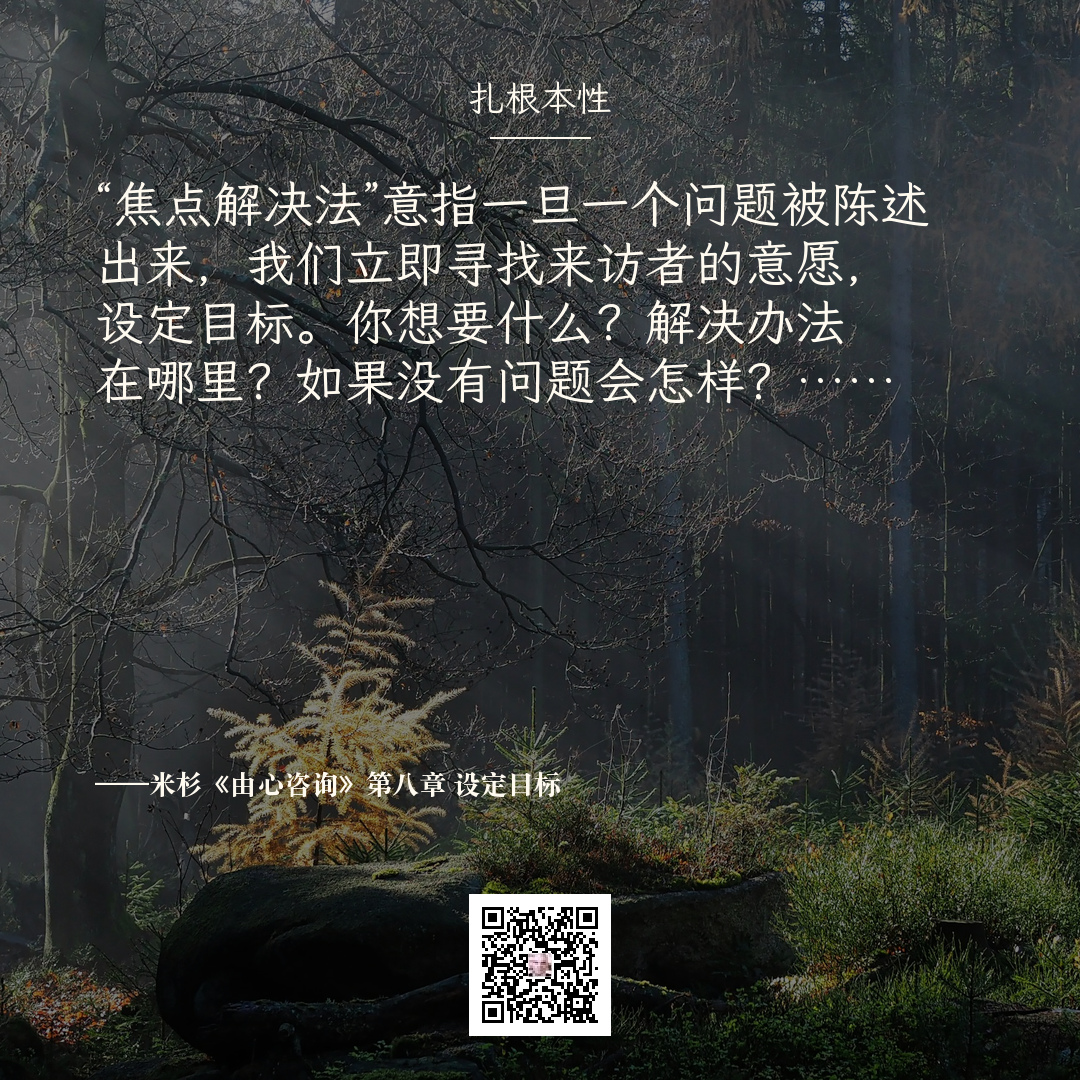 扎根本性
“焦点解决法”意指一旦一个问题被陈述
出来，我们立即寻找来访者的意愿，
设定目标。你想要什么？解决办法
在哪里？如果没有问题会怎样？······
——米杉《由心咨询》第八章 设定目标